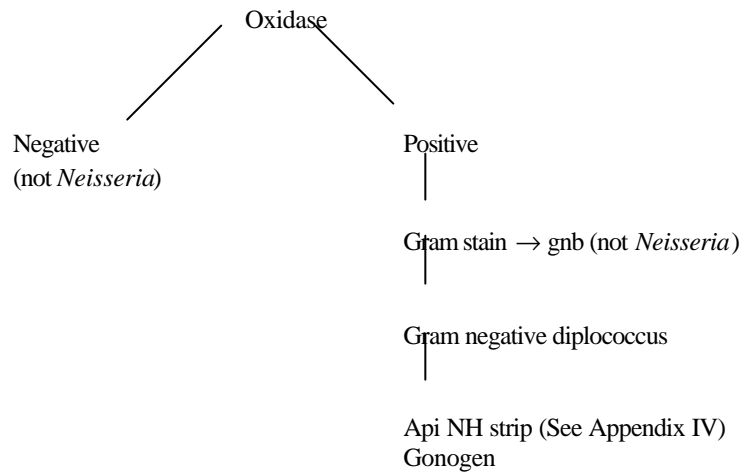 Oxidase
Negative
(not Neisseria)
Positive
Gram stain → gnb (not Neisseria)
Gram negative diplococcus
Api NH strip (See Appendix IV)
Gonogen